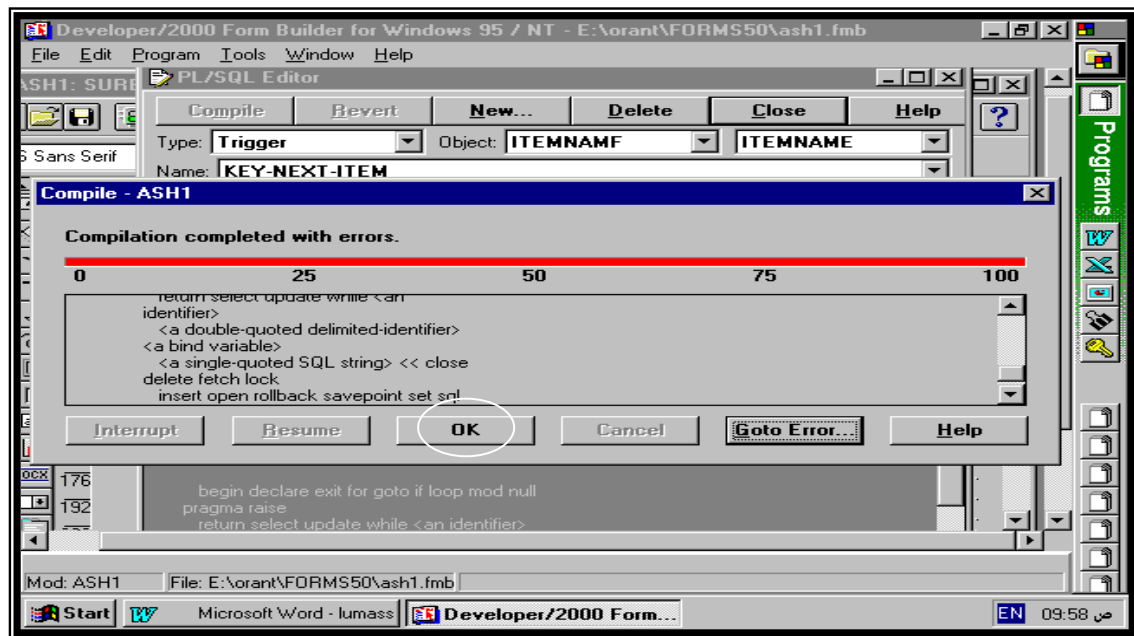 Developer/2000 Form Builder for Windows 95 / NT - E:\orant\FORMS50\ash1.fmb
File Edit Program Tools Window Help
ASH1: SURE
PL/SQL Editor
Compile Revert New... Delete Close Help
Type: Trigger Object: ITEMNAMF ITEMNAME
S Sans Serif
Name: KEY-NEXT-ITEM
Compile - ASH1
Compilation completed with errors.
0 25 50 75 100
return select update while <an
identifier>
<a double-quoted delimited-identifier>
<a bind variable>
<a single-quoted SQL string> << close
delete fetch lock
insert open rollback savepoint set sql
Interrupt Resume OK Cancel Goto Error... Help
OCX
176
192
begin declare exit for goto if loop mod null
pragma raise
return select update while <an identifier>
Mod: ASH1 File: E:\orant\FORMS50\ash1.fmb
Start Microsoft Word - lumass Developer/2000 Form... EN 09:58 ص
Programs